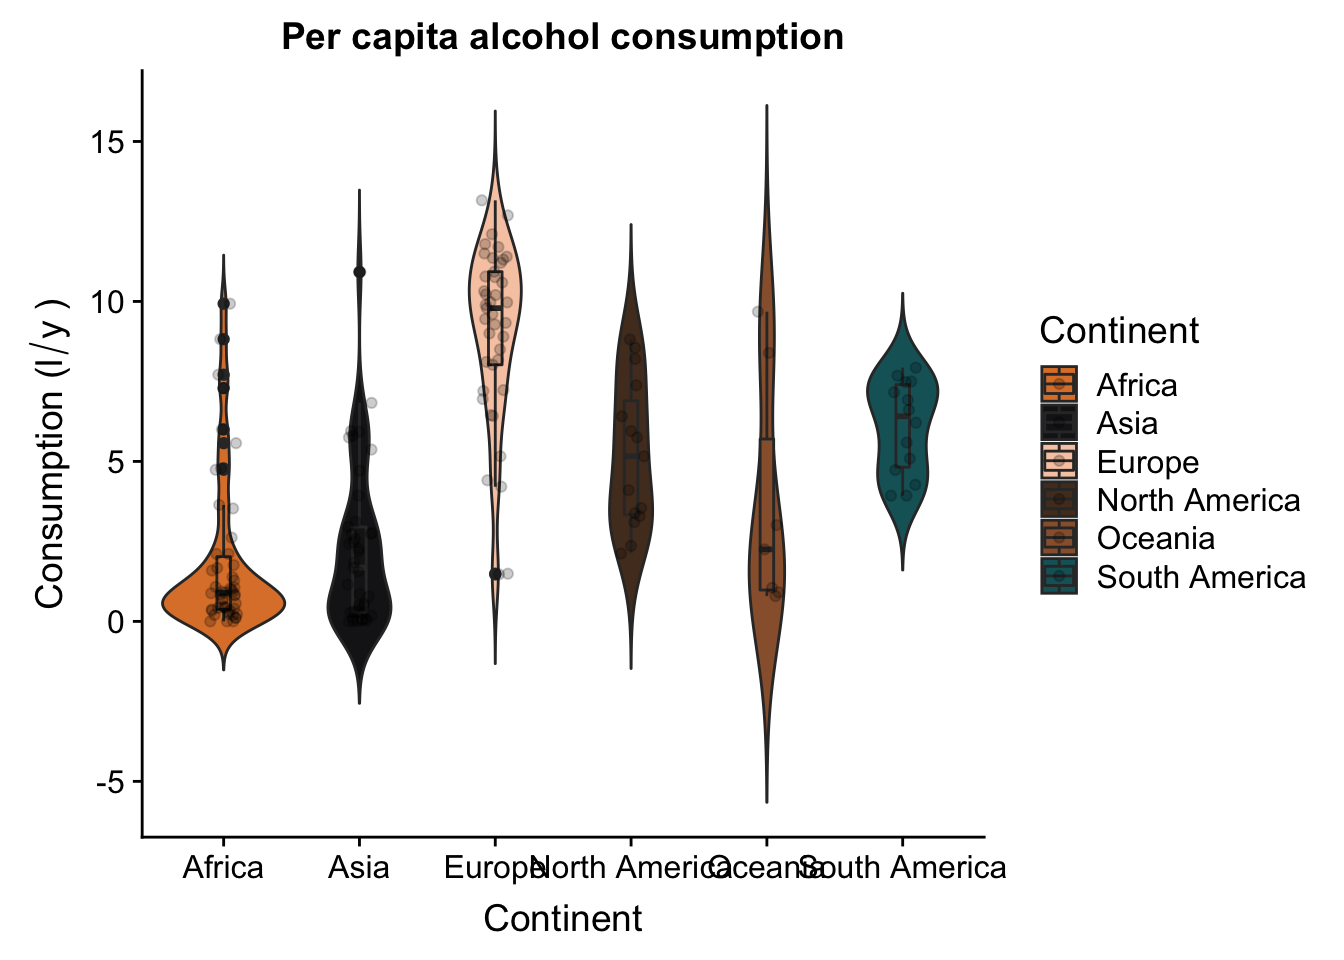 Per capita alcohol consumption
15
10
5
0
-5
Consumption (l/y )
Africa
Asia
Europe
North America
Oceania
South America
Continent
Continent
Africa
Asia
Europe
North America
Oceania
South America